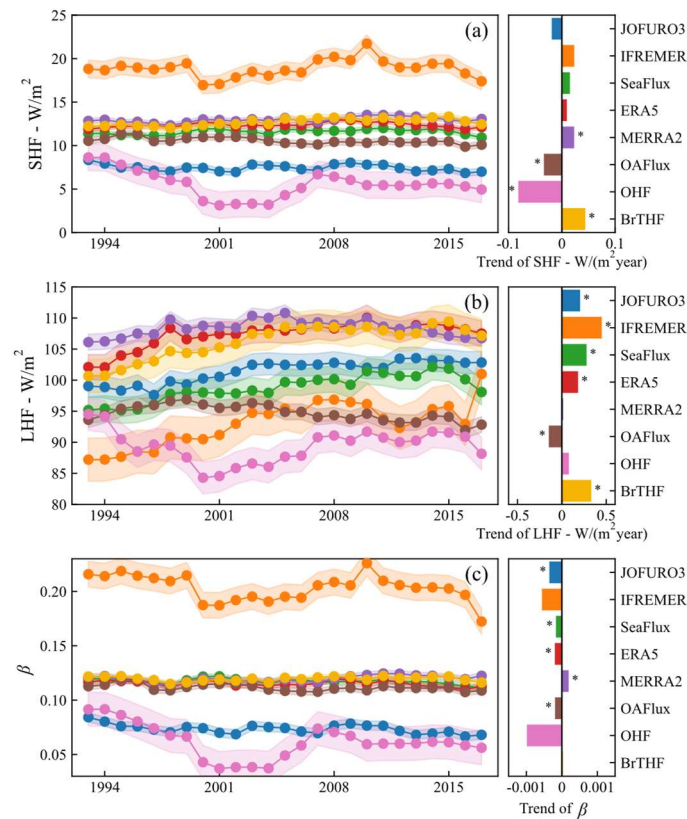 (a)
SHF - W/m²
25
20
15
10
5
0
1994 2001 2008 2015
JOFURO3
IFREMER
SeaFlux
ERA5
MERRA2 *
OAFlux *
OHF *
BrTHF *
-0.1 0 0.1
Trend of SHF - W/(m²year)
(b)
LHF - W/m²
115
110
105
100
95
90
85
80
1994 2001 2008 2015
JOFURO3 *
IFREMER *
SeaFlux *
ERA5 *
MERRA2
OAFlux *
OHF
BrTHF *
-0.5 0 0.5
Trend of LHF - W/(m²year)
(c)
β
0.20
0.15
0.10
0.05
1994 2001 2008 2015
JOFURO3 *
IFREMER
SeaFlux *
ERA5 *
MERRA2 *
OAFlux *
OHF
BrTHF
-0.001 0 0.001
Trend of β